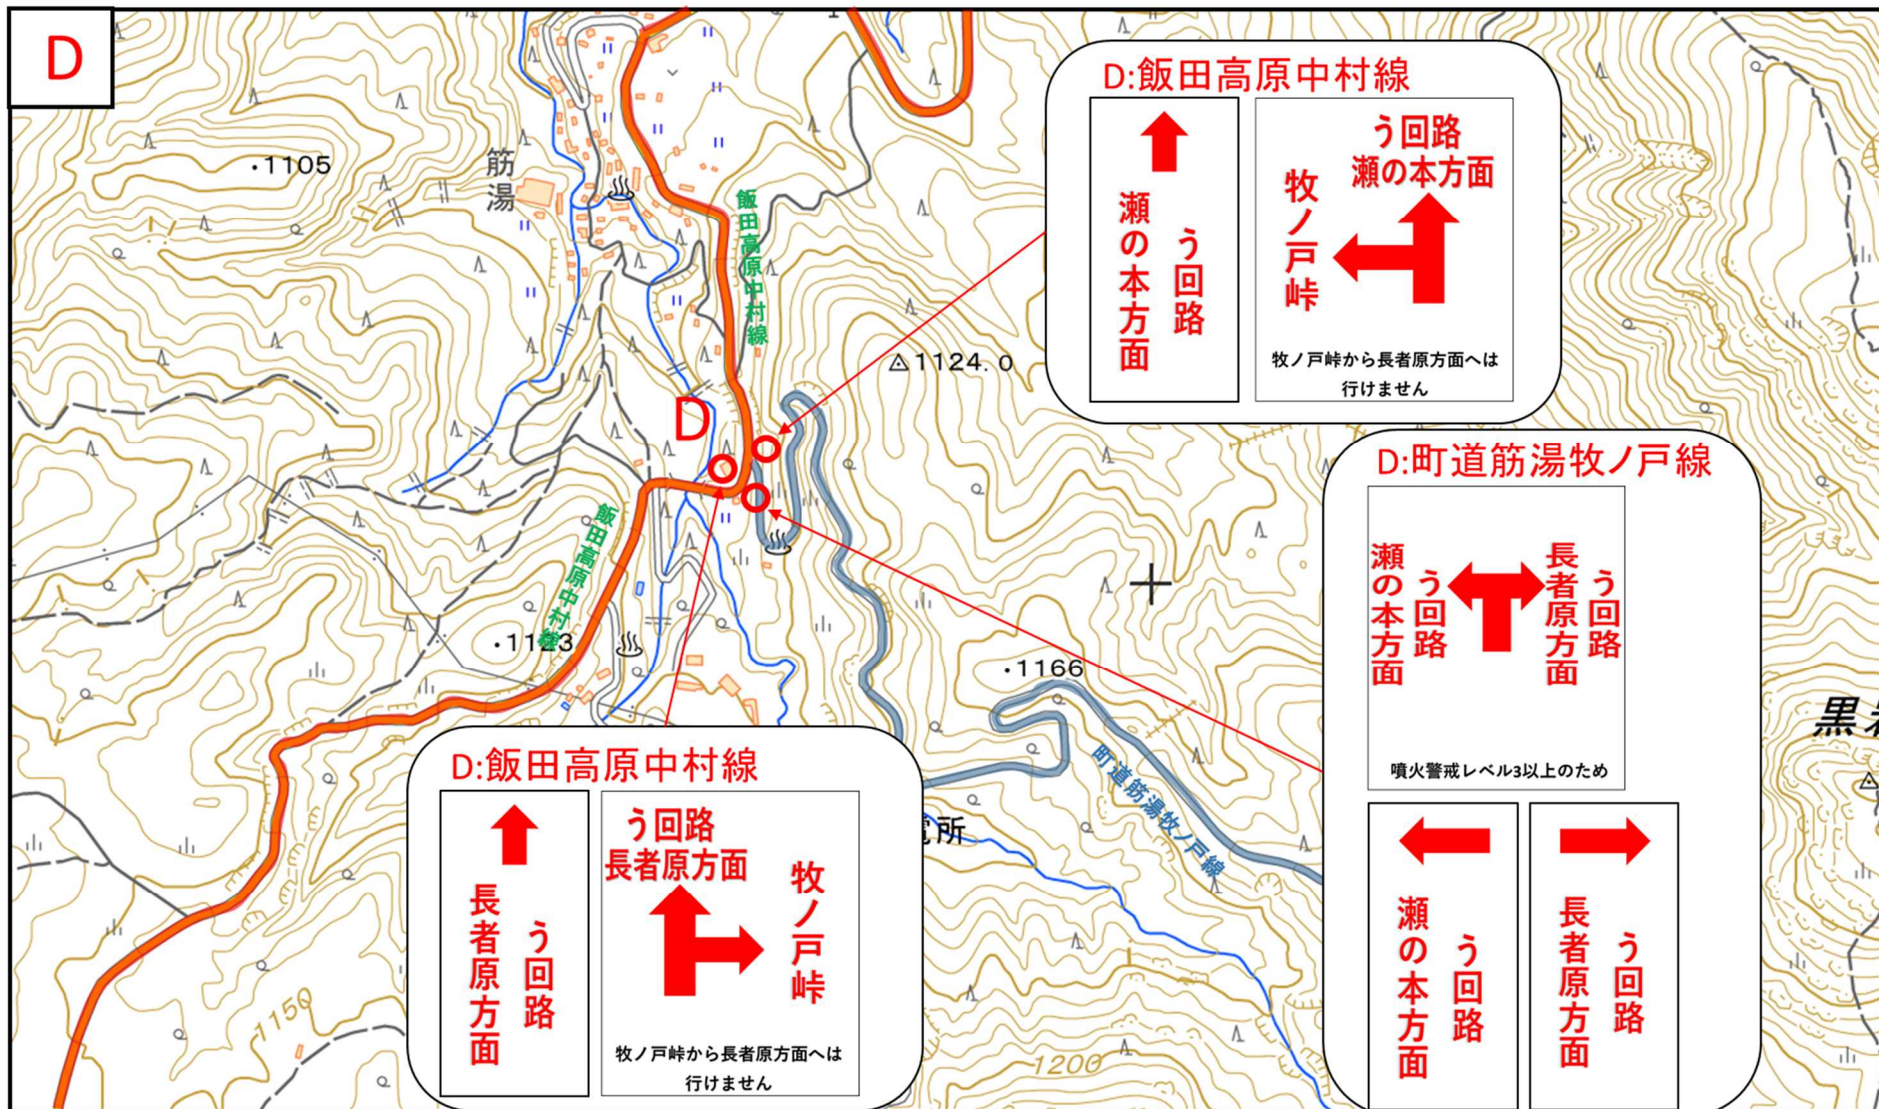 D
・1105
筋湯
飯田高原中村線
△1124.0
D
飯田高原中村線
・1123
・1166
町道筋湯牧ノ戸線
1150
1200
D:飯田高原中村線
瀬の本方面
う回路
う回路
瀬の本方面
牧ノ戸峠
牧ノ戸峠から長者原方面へは
行けません
D:町道筋湯牧ノ戸線
瀬の本方面
う回路
長者原方面
う回路
噴火警戒レベル3以上のため
瀬の本方面
う回路
長者原方面
う回路
D:飯田高原中村線
長者原方面
う回路
う回路
長者原方面
牧ノ戸峠
牧ノ戸峠から長者原方面へは
行けません